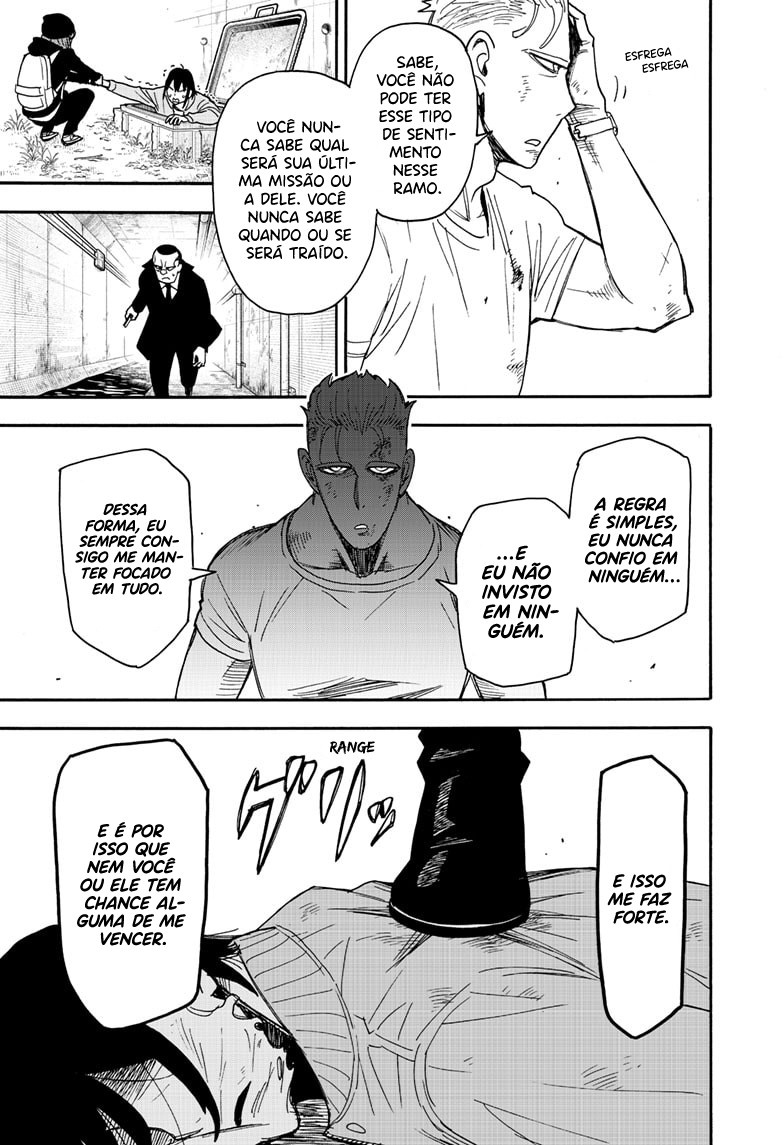 ESFREGA
ESFREGA
SABE,
VOCÊ NÃO
PODE TER
ESSE TIPO
DE SENTI-
MENTO
NESSE
RAMO.
VOCÊ NUN-
CA SABE QUAL
SERÁ SUA ÚLTI-
MA MISSÃO OU
A DELE. VOCÊ
NUNCA SABE
QUANDO OU SE
SERÁ TRAÍDO.
A REGRA
É SIMPLES,
EU NUNCA
CONFIO EM
NINGUÉM...
...E
EU NÃO
INVISTO
EM NIN-
GUÉM.
DESSA
FORMA, EU
SEMPRE CON-
SIGO ME MAN-
TER FOCADO
EM TUDO.
RANGE
グリッ
E ISSO
ME FAZ
FORTE.
E É POR
ISSO QUE
NEM VOCÊ
OU ELE TEM
CHANCE AL-
GUMA DE ME
VENCER.